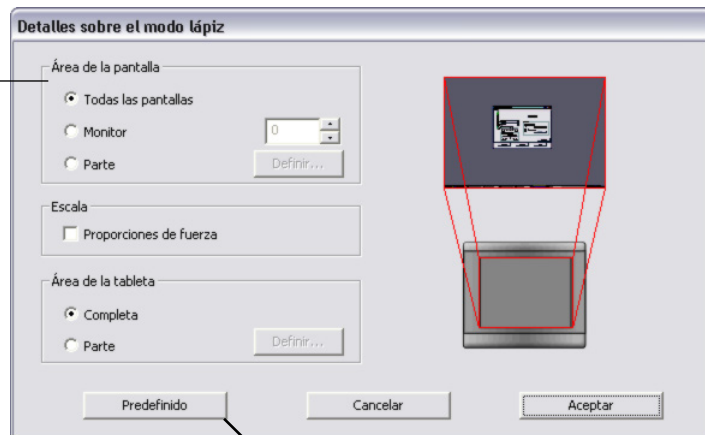 Detalles sobre el modo lápiz
Área de la pantalla
Todas las pantallas
Monitor
0
Parte
Definir...
Escala
Proporciones de fuerza
Área de la tableta
Completa
Parte
Definir...
Predefinido
Cancelar
Aceptar